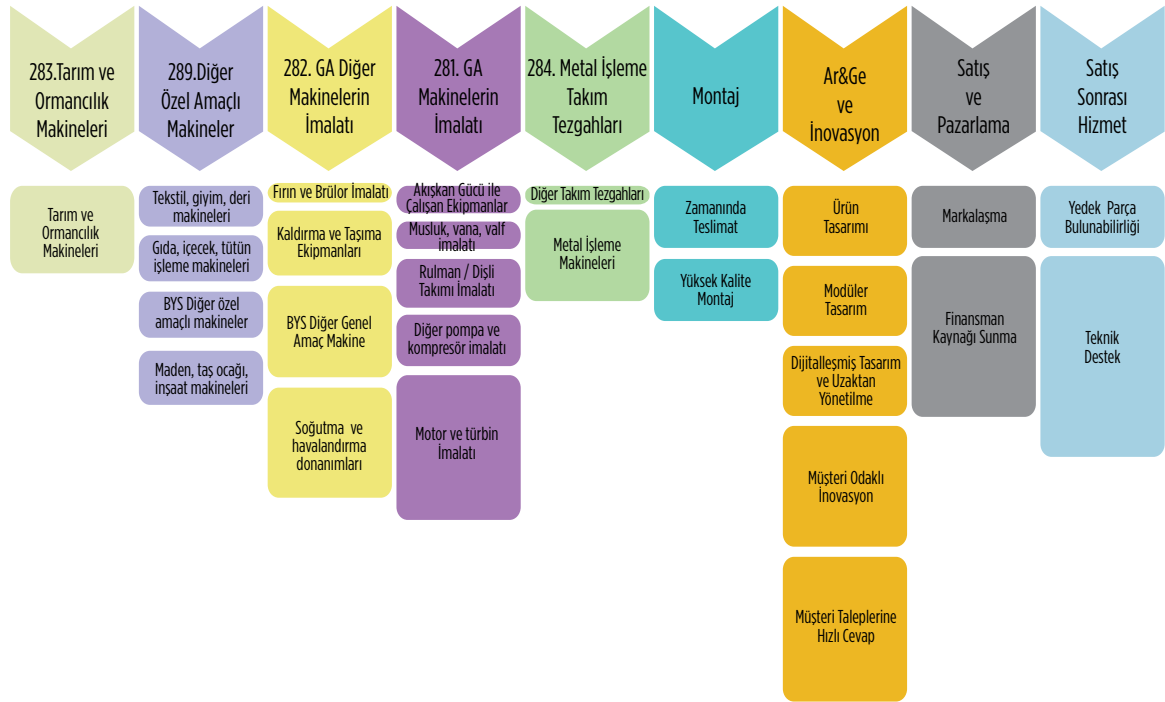 283.Tarım ve
Ormancılık
Makineleri
289.Diğer
Özel Amaçlı
Makineler
282. GA Diğer
Makinelerin
İmalatı
281. GA
Makinelerin
İmalatı
284. Metal İşleme
Takım
Tezgahları
Montaj
Ar&Ge
ve
İnovasyon
Satış
ve
Pazarlama
Satış
Sonrası
Hizmet
Tarım ve
Ormancılık
Makineleri
Tekstil, giyim, deri
makineleri
Gıda, içecek, tütün
işleme makineleri
BYS Diğer özel
amaçlı makineler
Maden, taş ocağı,
inşaat makineleri
Fırın ve Brülor İmalatı
Kaldırma ve Taşıma
Ekipmanları
BYS Diğer Genel
Amaç Makine
Soğutma ve
havalandırma
donanımları
Akışkan Gücü ile
Çalışan Ekipmanlar
Musluk, vana, valf
imalatı
Rulman / Dişli
Takımı İmalatı
Diğer pompa ve
kompresör imalatı
Motor ve türbin
İmalatı
Diğer Takım Tezgahları
Metal İşleme
Makineleri
Zamanında
Teslimat
Yüksek Kalite
Montaj
Ürün
Tasarımı
Modüler
Tasarım
Dijitalleşmiş Tasarım
ve Uzaktan
Yönetilme
Müşteri Odaklı
İnovasyon
Müşteri Taleplerine
Hızlı Cevap
Markalaşma
Finansman
Kaynağı Sunma
Yedek Parça
Bulunabilirliği
Teknik
Destek